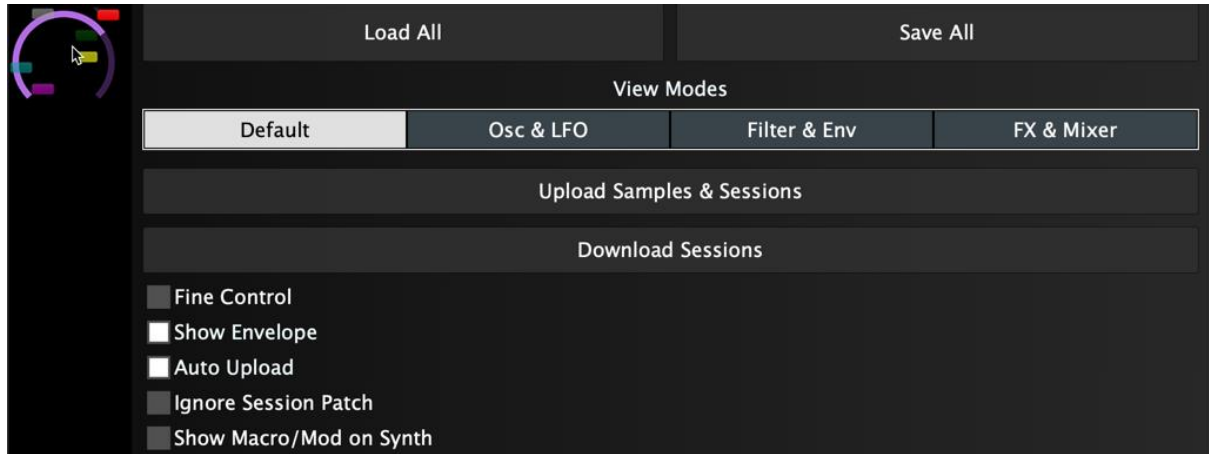 Load All Save All
View Modes
Default Osc & LFO Filter & Env FX & Mixer
Upload Samples & Sessions
Download Sessions
Fine Control
Show Envelope
Auto Upload
Ignore Session Patch
Show Macro/Mod on Synth